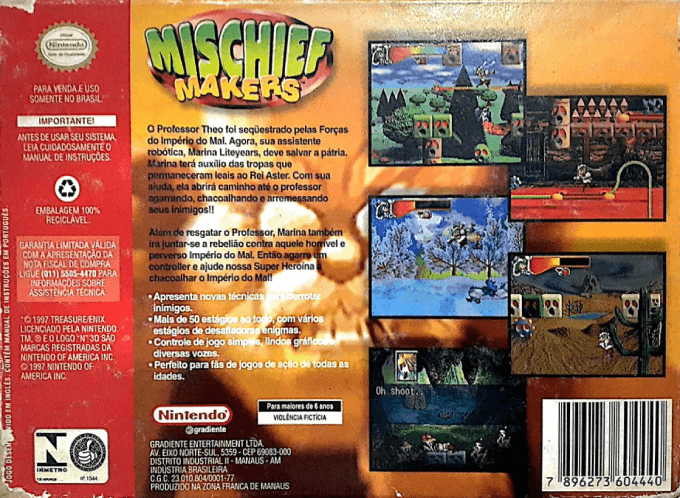 Nintendo
PARA VENDA E USO
SOMENTE NO BRASIL.
IMPORTANTE!
ANTES DE USAR SEU SISTEMA,
LEIA CUIDADOSAMENTE O
MANUAL DE INSTRUÇÕES.
EMBALAGEM 100%
RECICLÁVEL.
GARANTIA LIMITADA VÁLIDA
COM A APRESENTAÇÃO DA
NOTA FISCAL DE COMPRA.
LIGUE (011) 5505-4470 PARA
INFORMAÇÕES SOBRE
ASSISTÊNCIA TÉCNICA
© 1997 TREASURE/ENIX.
LICENCIADO PELA NINTENDO.
TM, ® E O LOGO "N" 3D SÃO
MARCAS REGISTRADAS DA
NINTENDO OF AMERICA INC.
© 1997 NINTENDO OF
AMERICA INC.
N
INMETRO
nº.1544
EM INGLÊS. CONTÉM MANUAL DE INSTRUÇÕES EM PORTUGUÊS.
MISCHIEF
MAKERS
O Professor Theo foi seqüestrado pelas Forças
do Império do Mal. Agora, sua assistente
robótica, Marina Liteyears, deve salvar a pátria.
Marina terá auxílio das tropas que
permaneceram leais ao Rei Aster. Com sua
ajuda, ela abrirá caminho até o professor
agarrando, chacoalhando e arremessando
seus inimigos!!
Além de resgatar o Professor, Marina também
irá juntar-se a rebelião contra aquele horrível e
perverso Império do Mal. Então agarre um
controller e ajude nossa Super Heroína a
chacoalhar o Império do Mal!
• Apresenta novas técnicas para derrotar
inimigos.
• Mais de 50 estágios ao todo, com vários
estágios de desafiadores enigmas.
• Controle de jogo simples, lindos gráficos e
diversas vozes.
• Perfeito para fãs de jogos de ação de todas as
idades.
Nintendo
gradiente
Para maiores de 6 anos
VIOLÊNCIA FICTÍCIA
GRADIENTE ENTERTAINMENT LTDA.
AV. EIXO NORTE-SUL, 5359 - CEP 69083-000
DISTRITO INDUSTRIAL II - MANAUS - AM
INDÚSTRIA BRASILEIRA
C.G.C. 23.010.804/0001-77
PRODUZIDO NA ZONA FRANCA DE MANAUS
Oh shoot..
7 896273 604440